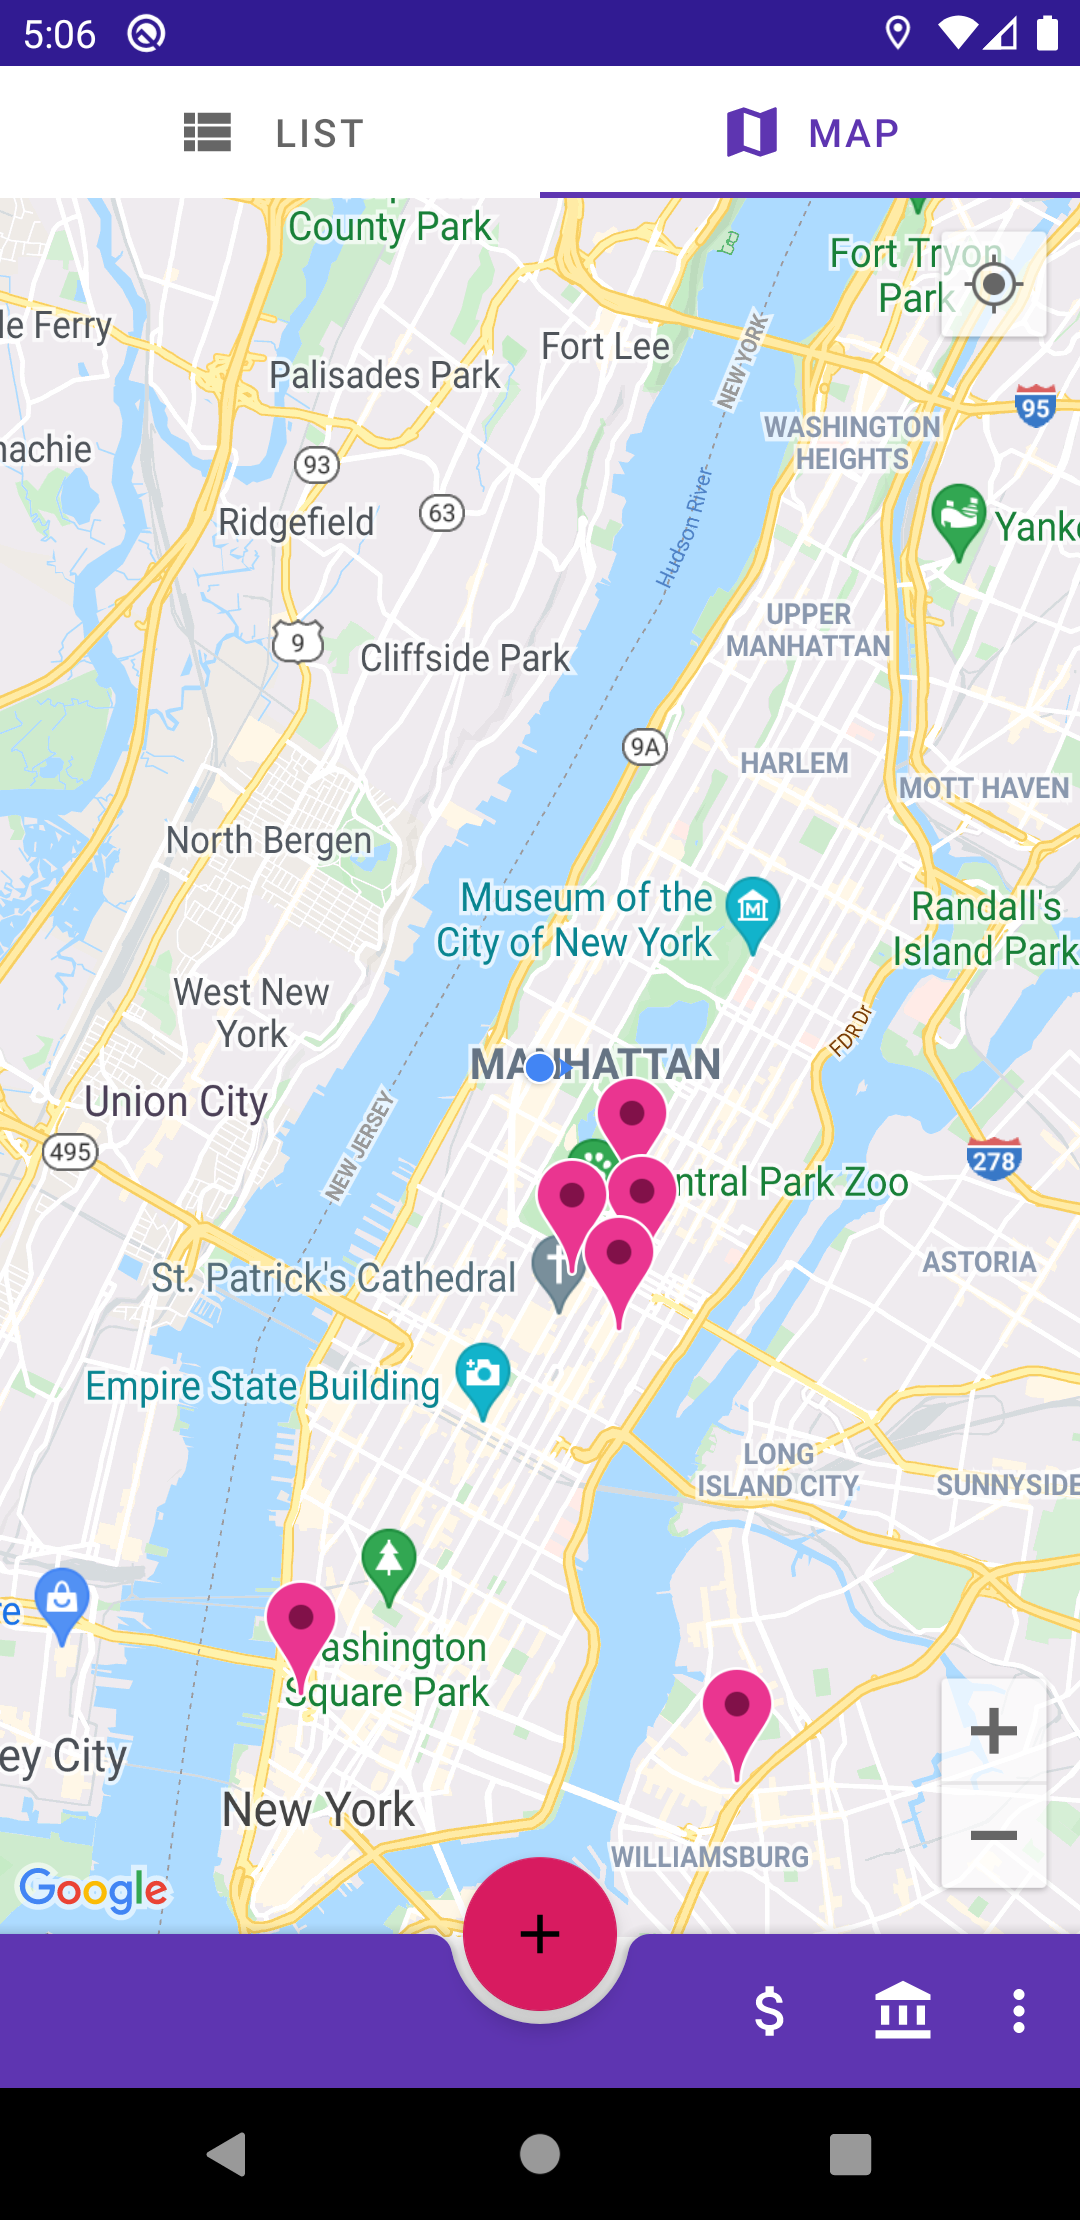 5:06
LIST
MAP
County Park
Fort Tryon
Park
le Ferry
Fort Lee
NEW YORK
Palisades Park
95
WASHINGTON
HEIGHTS
nachie
93
63
Hudson River
Ridgefield
Yank
UPPER
MANHATTAN
9
Cliffside Park
9A
HARLEM
MOTT HAVEN
North Bergen
Museum of the
City of New York
M
Randall's
Island Park
West New
York
FDR Dr
MANHATTAN
Union City
NEW JERSEY
495
278
ntral Park Zoo
ASTORIA
St. Patrick's Cathedral
Empire State Building
LONG
ISLAND CITY
SUNNYSIDE
re
ashington
Square Park
ey City
New York
WILLIAMSBURG
Google